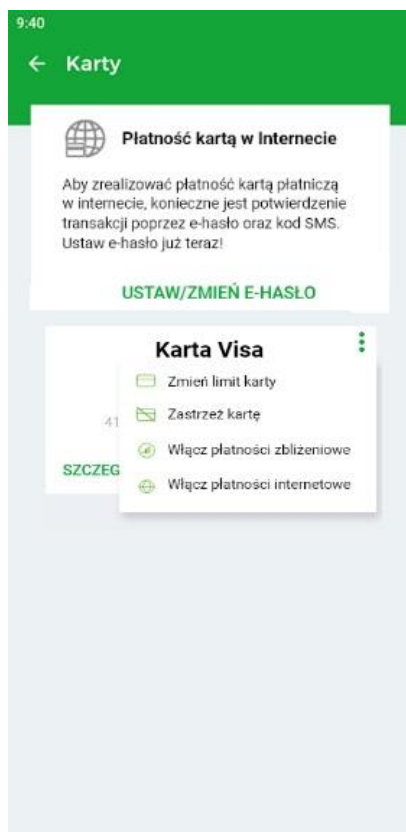 9:40
← Karty
Płatność kartą w Internecie
Aby zrealizować płatność kartą płatniczą
w internecie, konieczne jest potwierdzenie
transakcji poprzez e-hasło oraz kod SMS.
Ustaw e-hasło już teraz!
USTAW/ZMIEŃ E-HASŁO
Karta Visa
Zmień limit karty
Zastrzeż kartę
41
Włącz płatności zbliżeniowe
SZCZEG
Włącz płatności internetowe